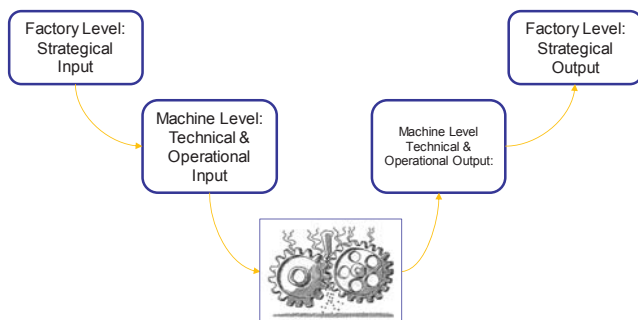 Factory Level:
Strategical
Input
Factory Level:
Strategical
Output
Machine Level:
Technical &
Operational
Input
Machine Level
Technical &
Operational Output: